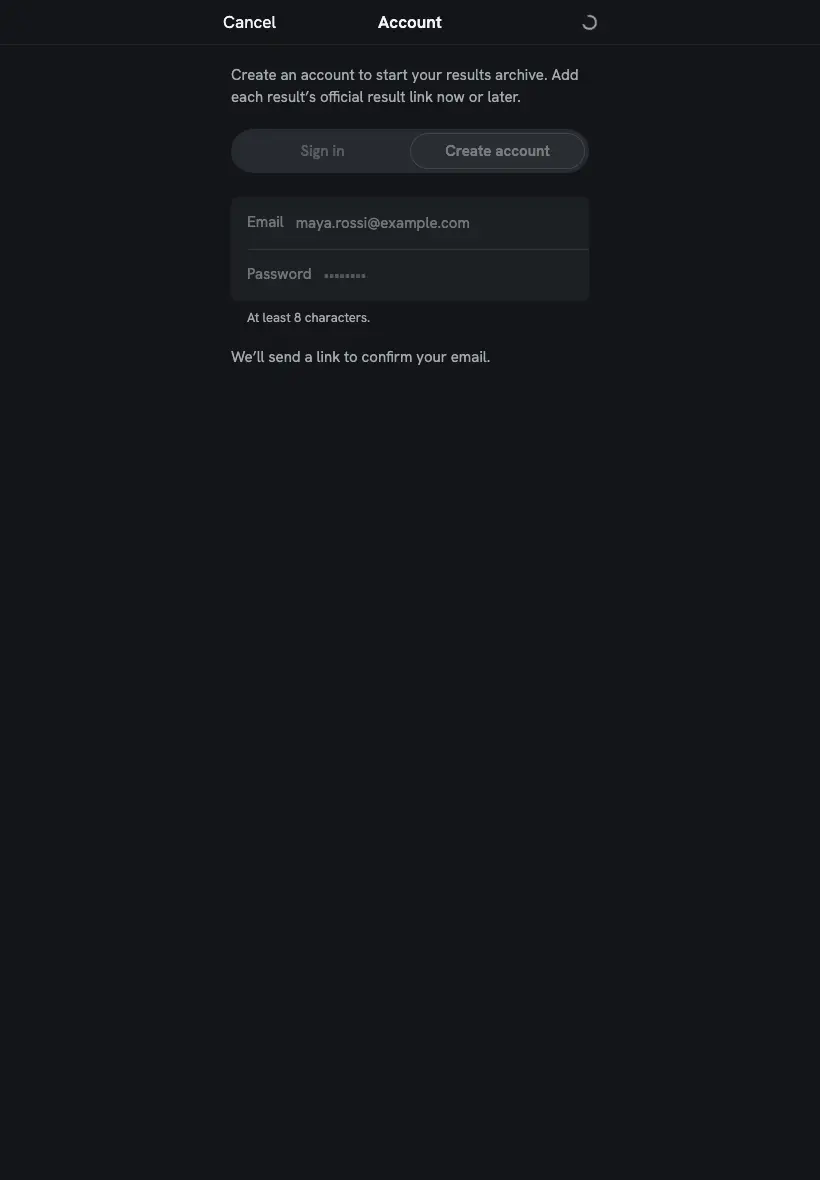 Cancel Account
Create an account to start your results archive. Add
each result’s official result link now or later.
Sign in Create account
Email maya.rossi@example.com
Password ••••••••
At least 8 characters.
We’ll send a link to confirm your email.